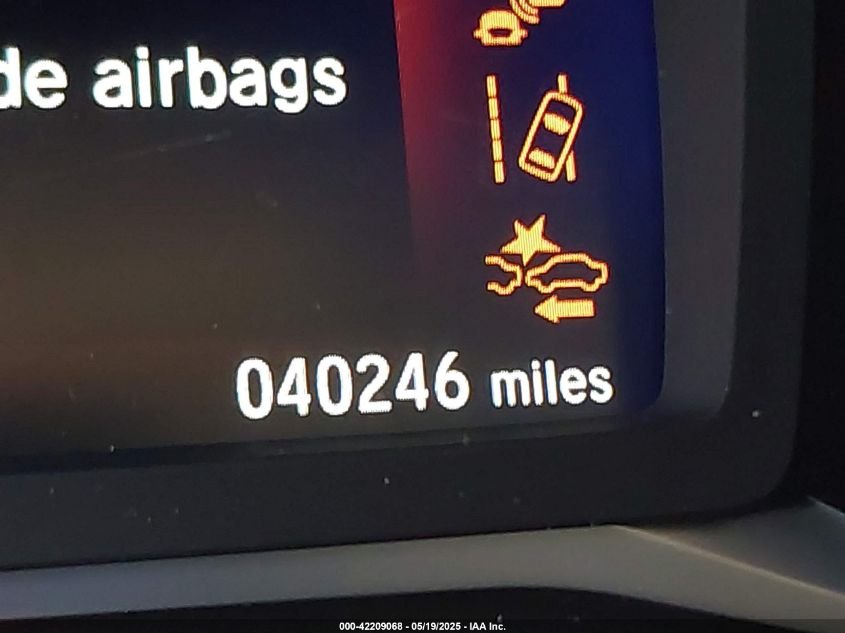 de airbags
040246 miles
000-42209068 - 05/19/2025 - IAA Inc.